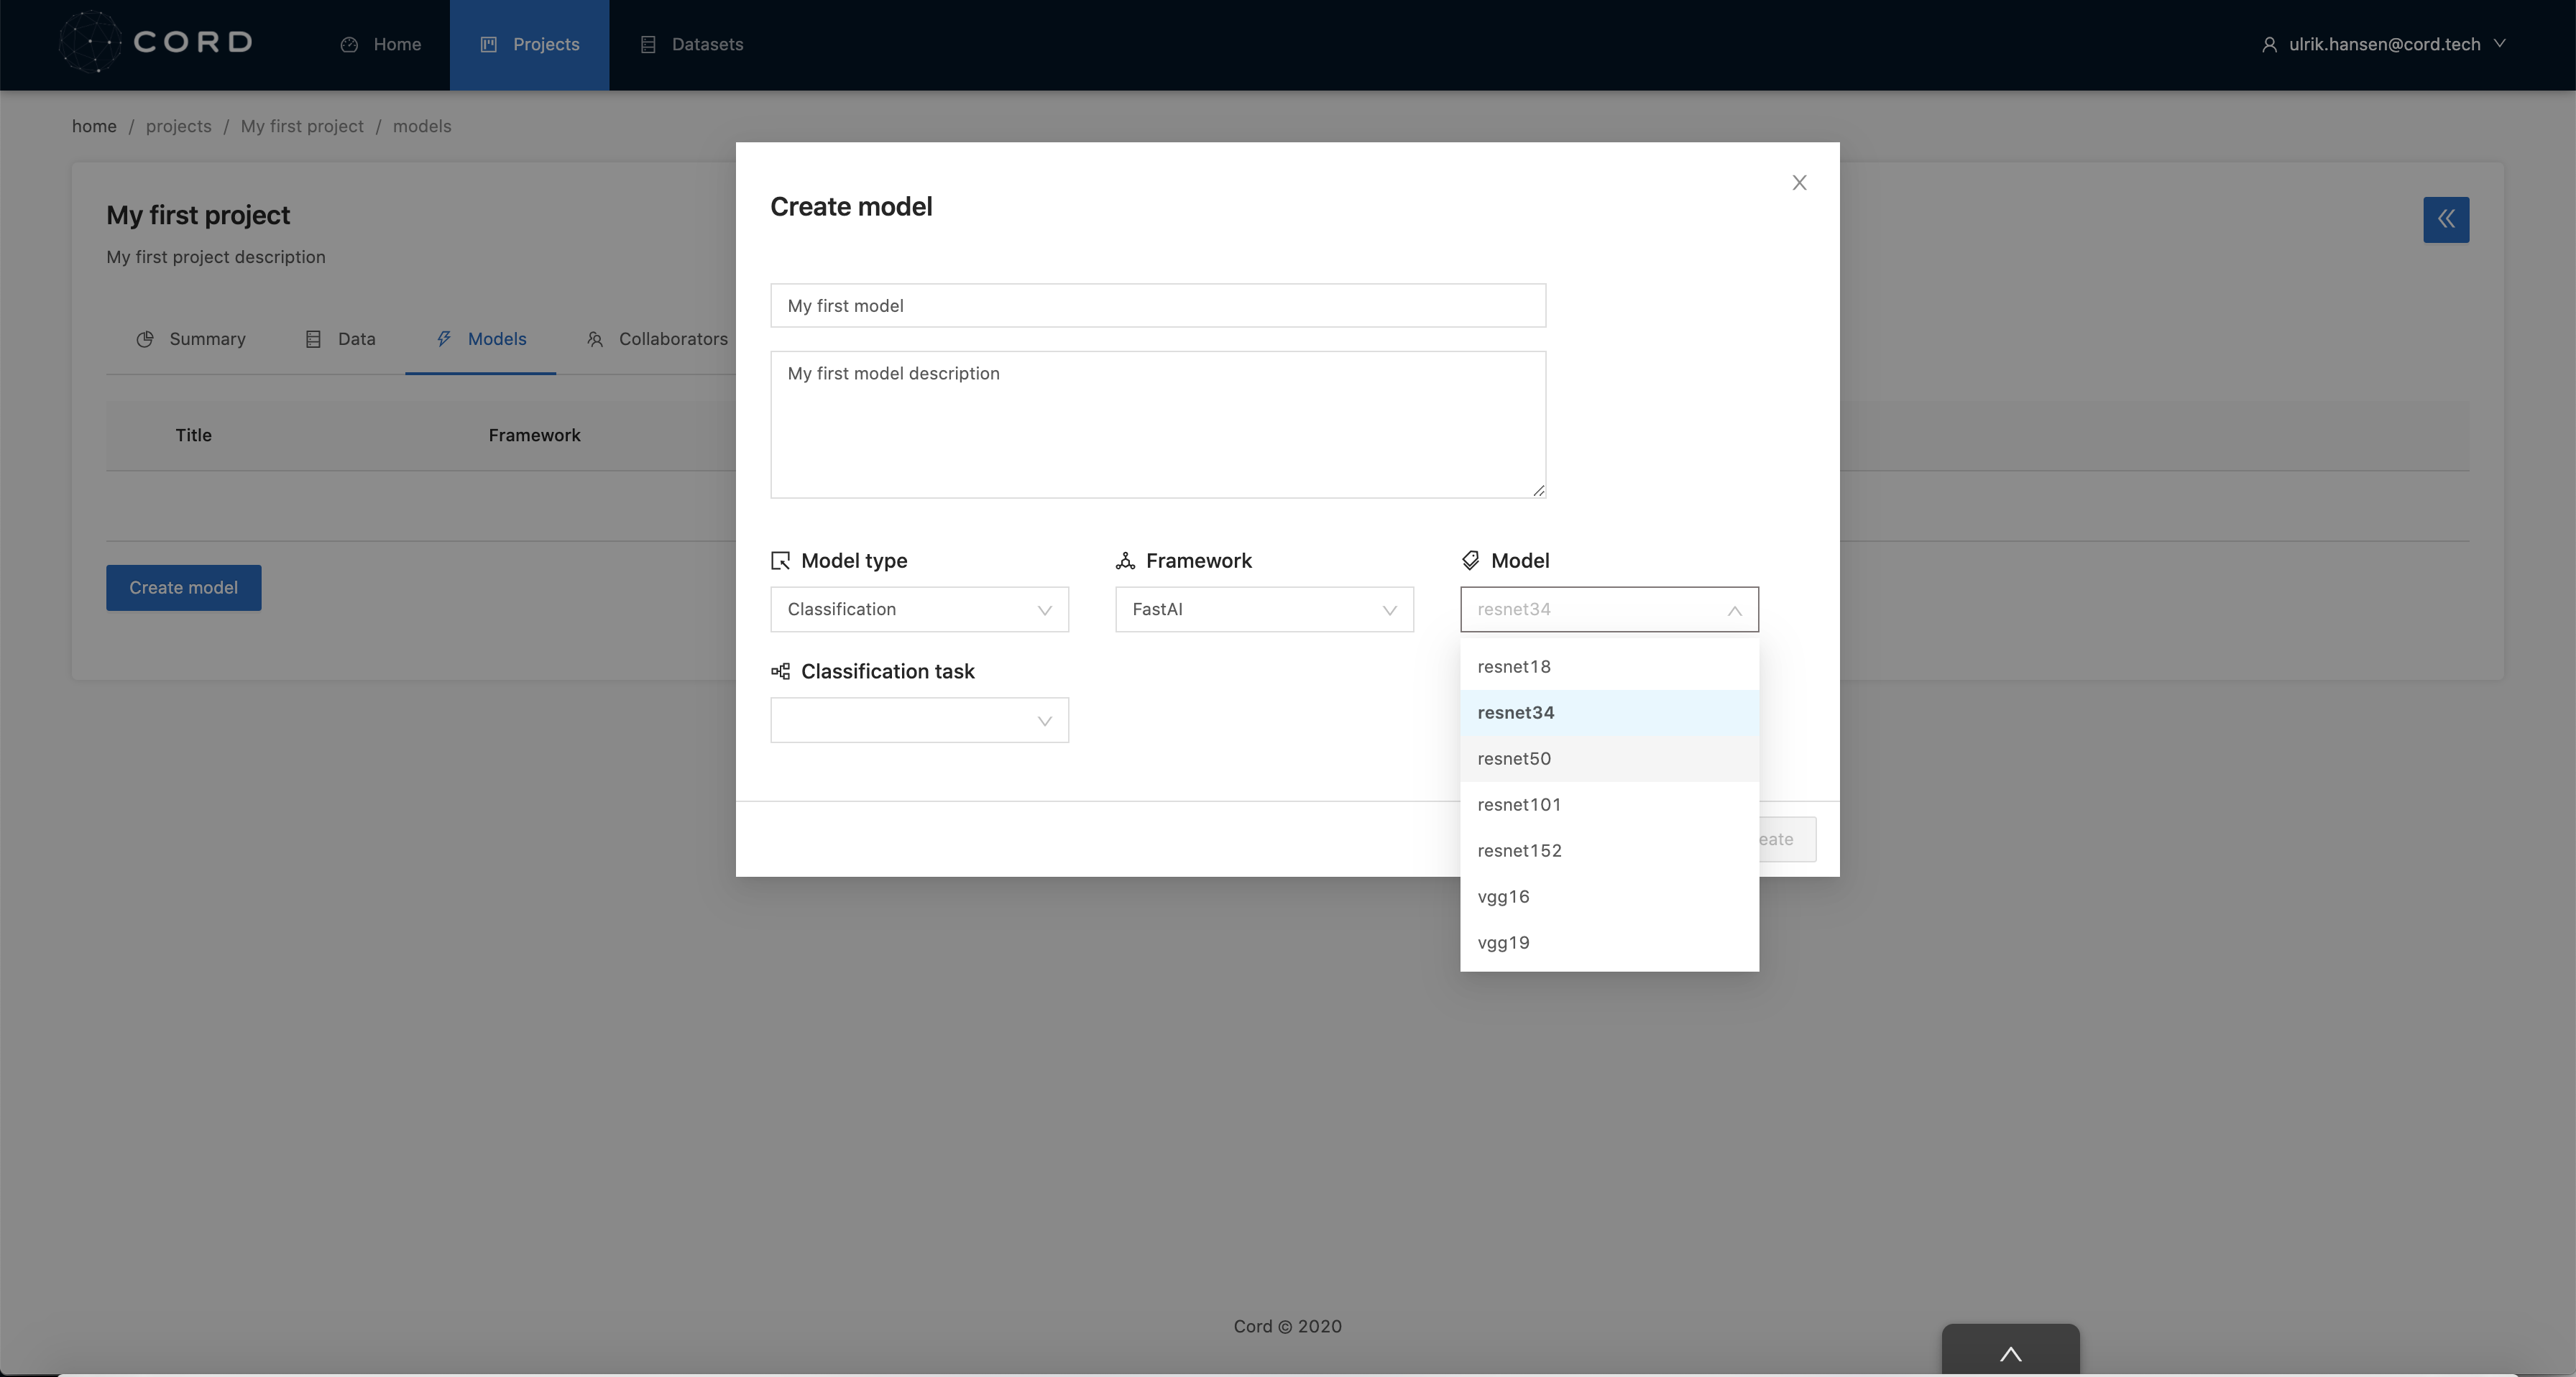 CORD
Home
Projects
Datasets
ulrik.hansen@cord.tech
home / projects / My first project / models
My first project
My first project description
Summary
Data
Models
Collaborators
Title
Framework
Create model
Create model
My first model
My first model description
Model type
Framework
Model
Classification
FastAI
resnet34
Classification task
resnet18
resnet34
resnet50
resnet101
resnet152
vgg16
vgg19
eate
Cord © 2020